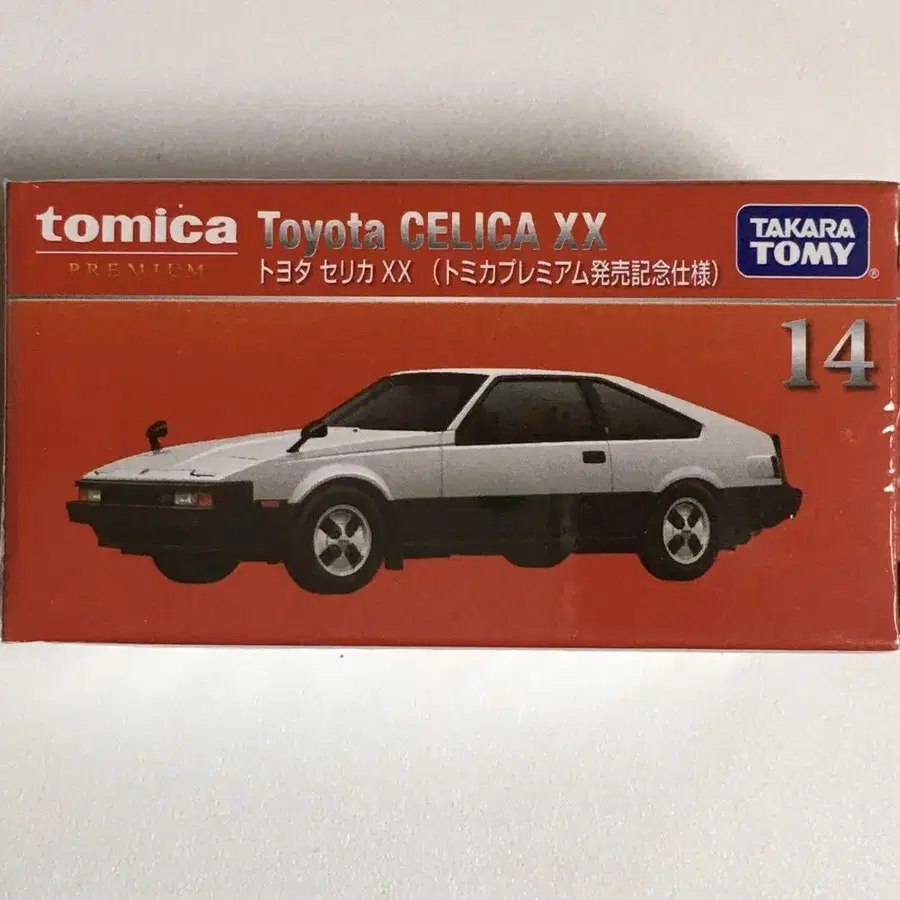 tomica
PREMIUM
Toyota CELICA XX
トヨタ セリカ XX (トミカプレミアム発売記念仕様)
TAKARA
TOMY
®
14